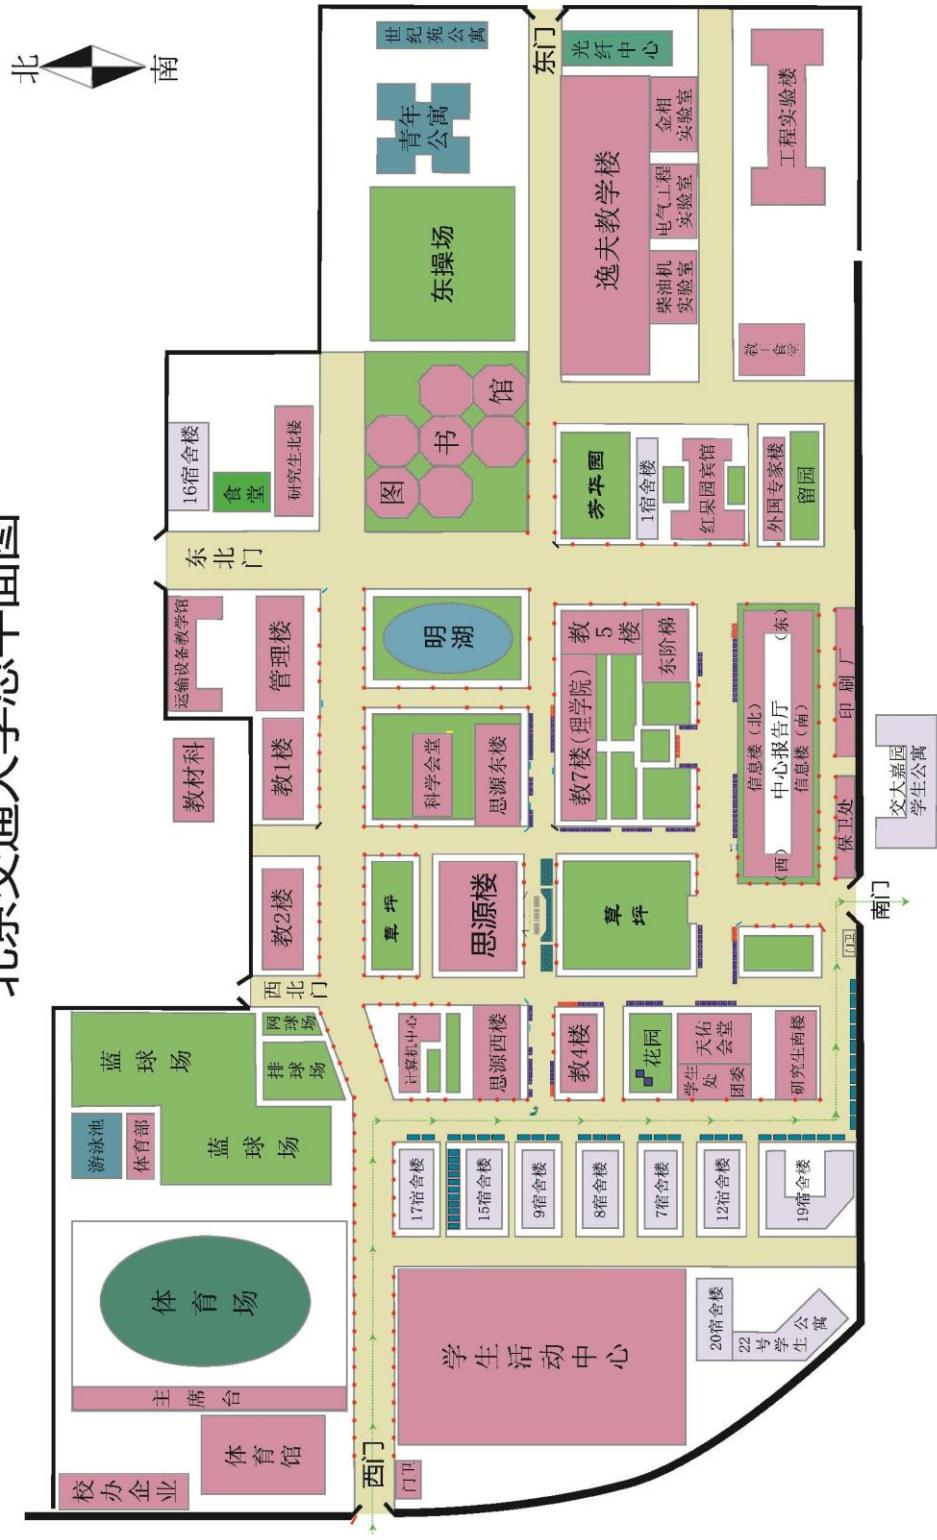 北京交通大学总平面图
北
南
校办企业
体育馆
主席台
体育场
游泳池
体育部
蓝球场
蓝球场
排球场
网球场
西北门
教2楼
教材科
教1楼
运输设备教学馆
管理楼
东北门
16宿舍楼
食堂
研究生北楼
世纪苑公寓
青年公寓
东操场
图书馆
明湖
科学会堂
思源东楼
草坪
思源楼
计算机中心
思源西楼
西门
门卫
学生活动中心
17宿舍楼
15宿舍楼
9宿舍楼
8宿舍楼
7宿舍楼
12宿舍楼
19宿舍楼
20宿舍楼
22号学生公寓
教4楼
花园
天佑会堂
学生处
团委
研究生南楼
草坪
教7楼(理学院)
教5楼
东阶梯
芳华园
1宿舍楼
红果园宾馆
外国专家楼
留园
东门
光纤中心
逸夫教学楼
柴油机实验室
电气工程实验室
金相实验室
工程实验楼
教工食堂
信息楼(北)
(西)
中心报告厅
(东)
信息楼(南)
门卫
南门
保卫处
印刷厂
交大嘉园
学生公寓